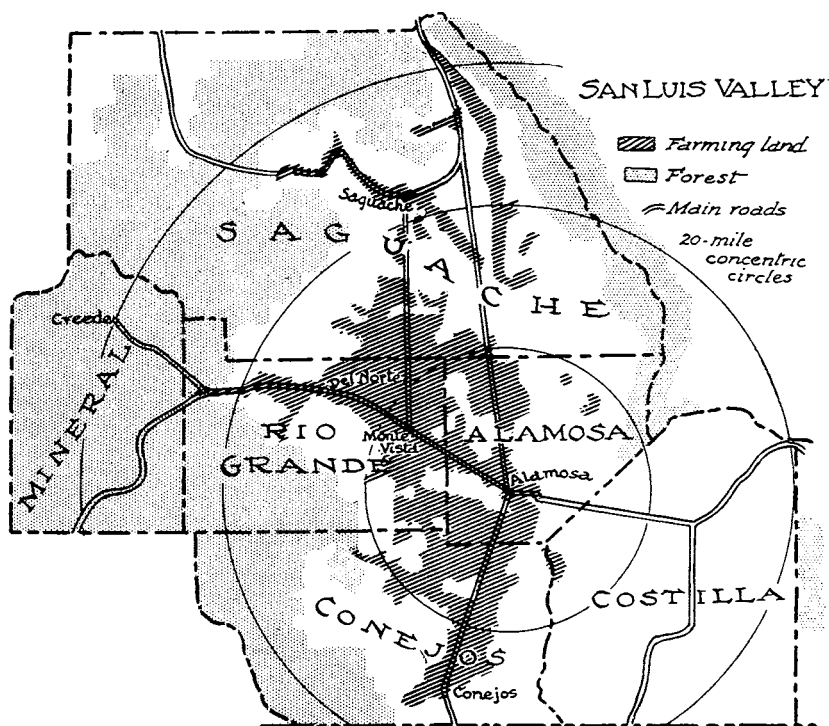 SAN LUIS VALLEY
Farming land
Forest
Main roads
20-mile
concentric
circles
Saguache
SAGUACHE
Creede
MINERAL
Del Norte
RIO
GRANDE
Monte
Vista
ALAMOSA
Alamosa
COSTILLA
CONEJOS
Conejos